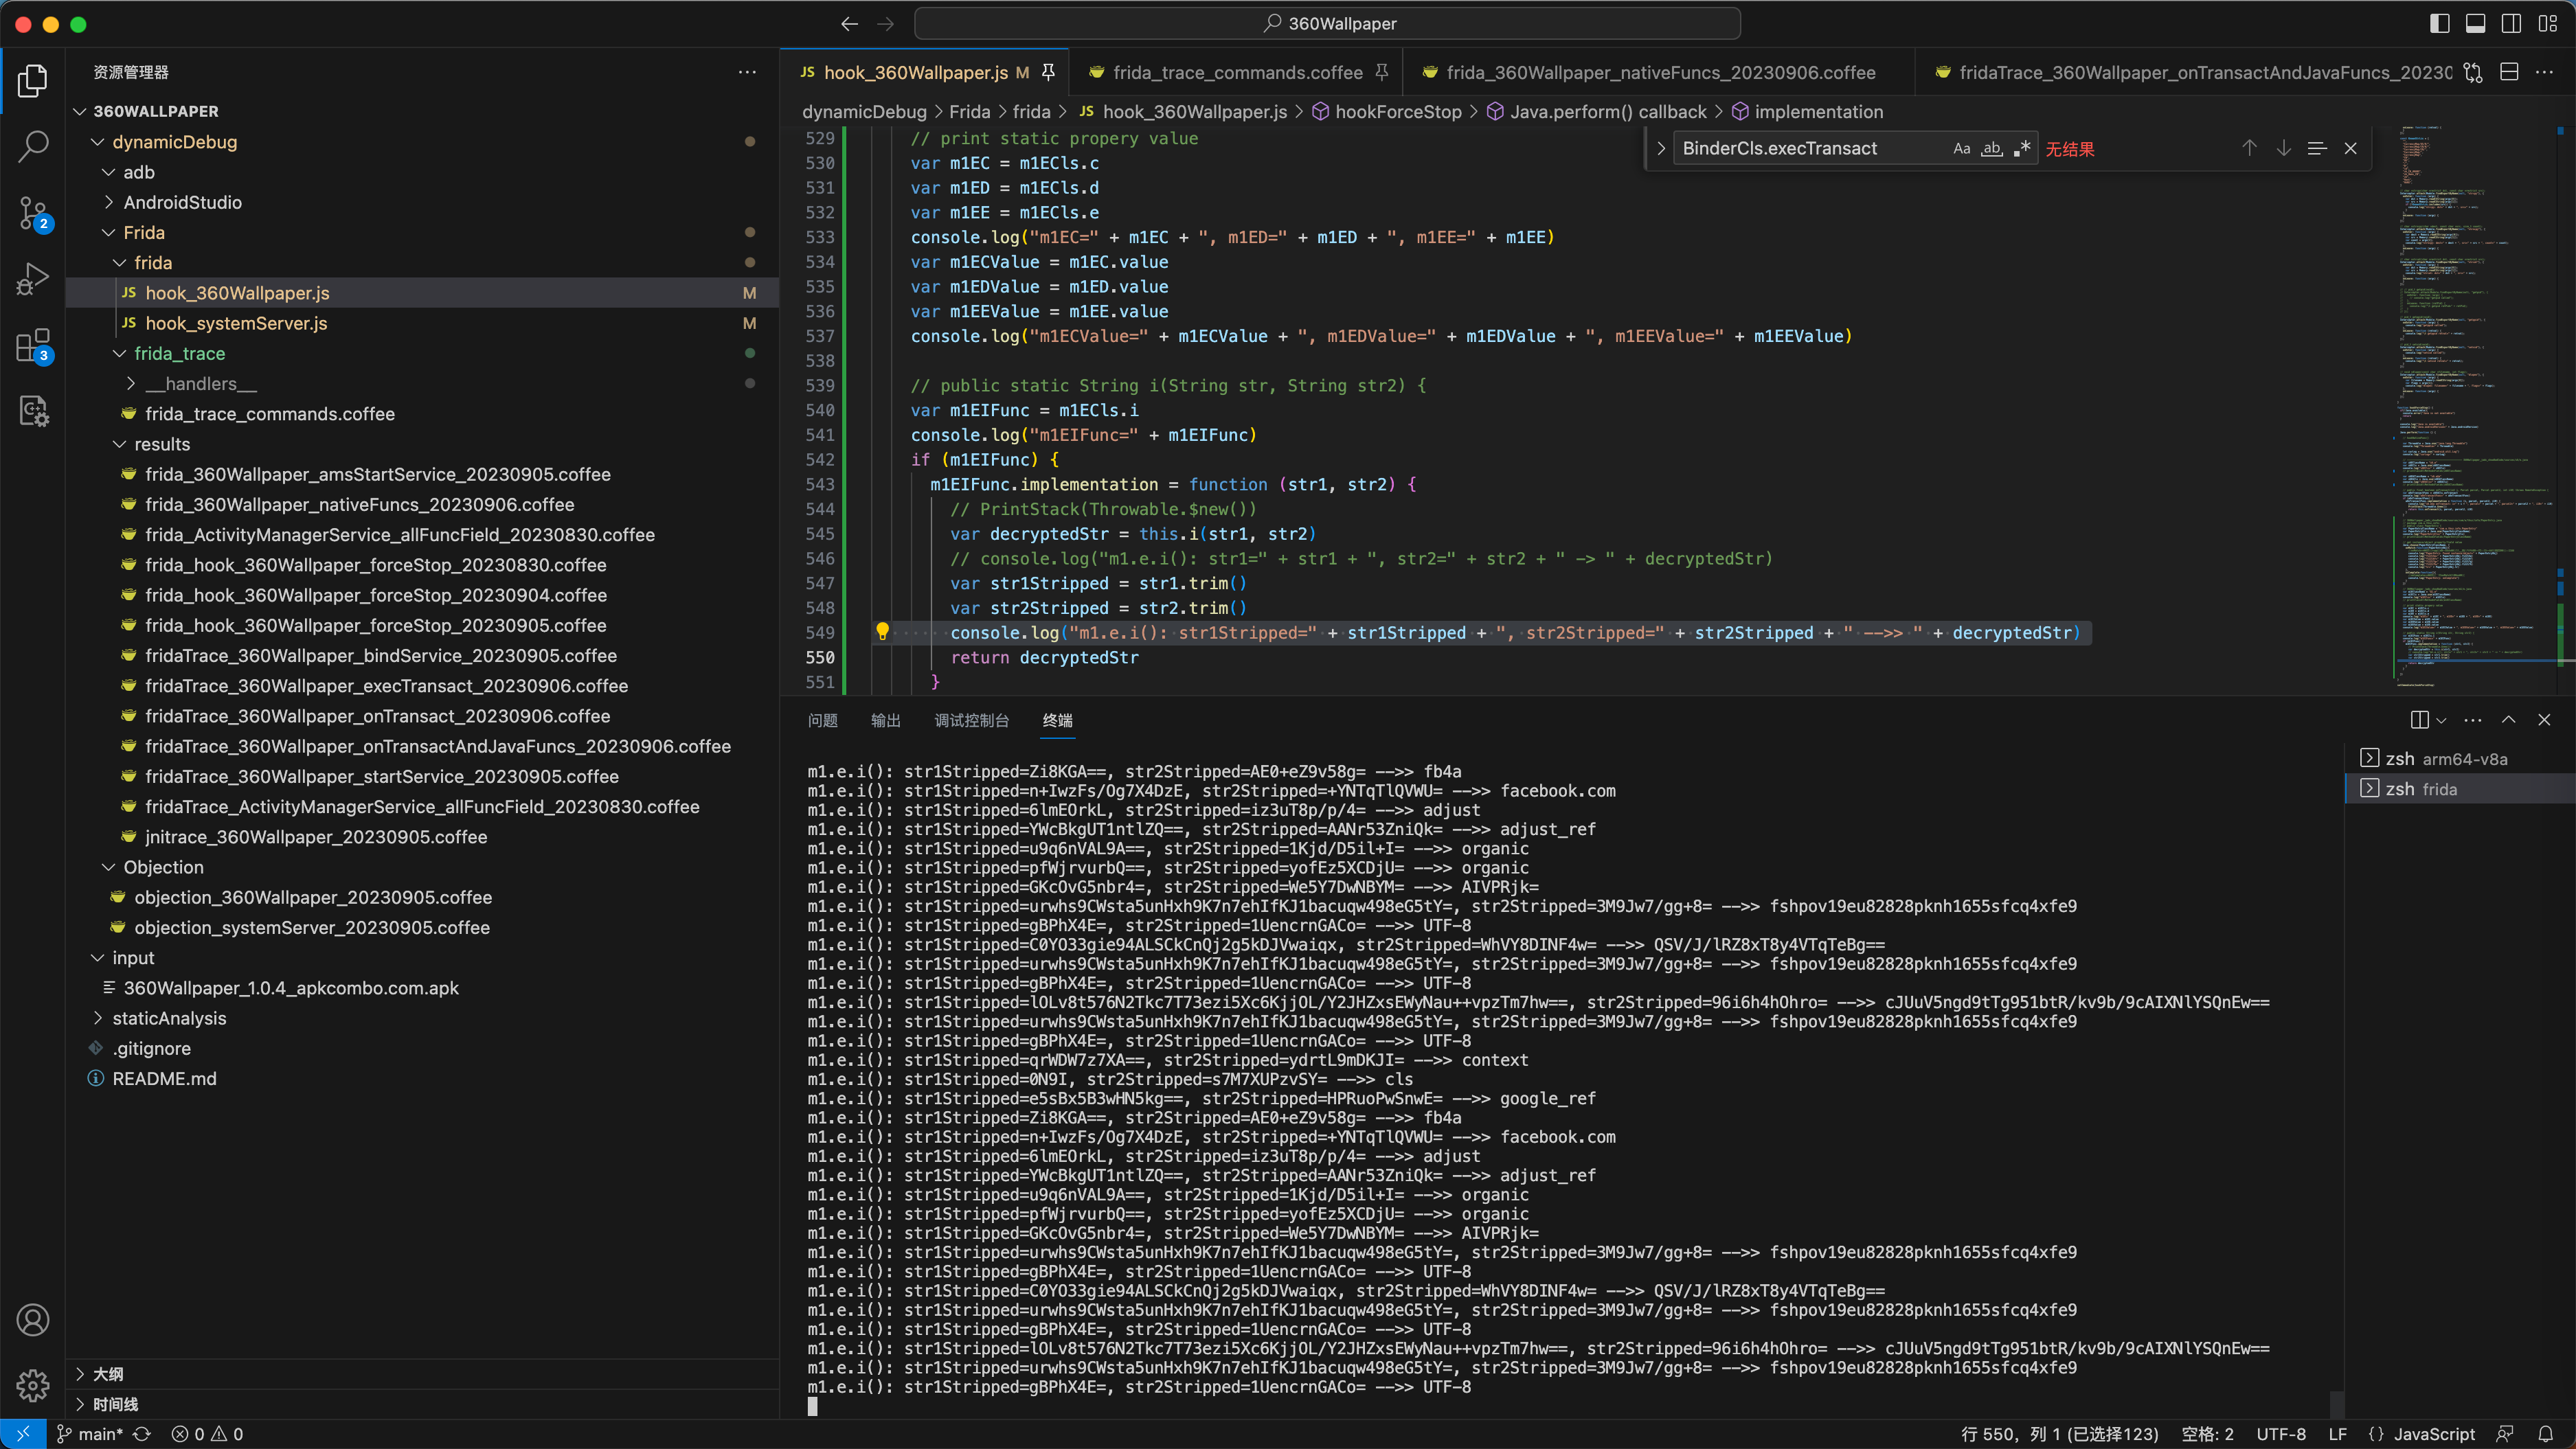 360Wallpaper
资源管理器
360WALLPAPER
dynamicDebug
adb
AndroidStudio
Frida
frida
JS hook_360Wallpaper.js M
JS hook_systemServer.js M
frida_trace
__handlers__
frida_trace_commands.coffee
results
frida_360Wallpaper_amsStartService_20230905.coffee
frida_360Wallpaper_nativeFuncs_20230906.coffee
frida_ActivityManagerService_allFuncField_20230830.coffee
frida_hook_360Wallpaper_forceStop_20230830.coffee
frida_hook_360Wallpaper_forceStop_20230904.coffee
frida_hook_360Wallpaper_forceStop_20230905.coffee
fridaTrace_360Wallpaper_bindService_20230905.coffee
fridaTrace_360Wallpaper_execTransact_20230906.coffee
fridaTrace_360Wallpaper_onTransact_20230906.coffee
fridaTrace_360Wallpaper_onTransactAndJavaFuncs_20230906.coffee
fridaTrace_360Wallpaper_startService_20230905.coffee
fridaTrace_ActivityManagerService_allFuncField_20230830.coffee
jnitrace_360Wallpaper_20230905.coffee
Objection
objection_360Wallpaper_20230905.coffee
objection_systemServer_20230905.coffee
input
360Wallpaper_1.0.4_apkcombo.com.apk
staticAnalysis
.gitignore
README.md
大纲
时间线
2
3
JS hook_360Wallpaper.js M
frida_trace_commands.coffee
frida_360Wallpaper_nativeFuncs_20230906.coffee
fridaTrace_360Wallpaper_onTransactAndJavaFuncs_20230
dynamicDebug > Frida > frida > JS hook_360Wallpaper.js > hookForceStop > Java.perform() callback > implementation
BinderCls.execTransact Aa ab .* 无结果
529 // print static propery value
530 var m1EC = m1ECls.c
531 var m1ED = m1ECls.d
532 var m1EE = m1ECls.e
533 console.log("m1EC=" + m1EC + ", m1ED=" + m1ED + ", m1EE=" + m1EE)
534 var m1ECValue = m1EC.value
535 var m1EDValue = m1ED.value
536 var m1EEValue = m1EE.value
537 console.log("m1ECValue=" + m1ECValue + ", m1EDValue=" + m1EDValue + ", m1EEValue=" + m1EEValue)
538
539 // public static String i(String str, String str2) {
540 var m1EIFunc = m1ECls.i
541 console.log("m1EIFunc=" + m1EIFunc)
542 if (m1EIFunc) {
543 m1EIFunc.implementation = function (str1, str2) {
544 // PrintStack(Throwable.$new())
545 var decryptedStr = this.i(str1, str2)
546 // console.log("m1.e.i(): str1=" + str1 + ", str2=" + str2 + " -> " + decryptedStr)
547 var str1Stripped = str1.trim()
548 var str2Stripped = str2.trim()
549 console.log("m1.e.i(): str1Stripped=" + str1Stripped + ", str2Stripped=" + str2Stripped + " -->> " + decryptedStr)
550 return decryptedStr
551 }
问题 输出 调试控制台 终端
zsh arm64-v8a
zsh frida
m1.e.i(): str1Stripped=Zi8KGA==, str2Stripped=AE0+eZ9v58g= -->> fb4a
m1.e.i(): str1Stripped=n+IwzFs/Og7X4DzE, str2Stripped=+YNTqTlQVWU= -->> facebook.com
m1.e.i(): str1Stripped=6lmEOrkL, str2Stripped=iz3uT8p/p/4= -->> adjust
m1.e.i(): str1Stripped=YWcBkgUT1ntlZQ==, str2Stripped=AANr53ZniQk= -->> adjust_ref
m1.e.i(): str1Stripped=u9q6nVAL9A==, str2Stripped=1Kjd/D5il+I= -->> organic
m1.e.i(): str1Stripped=pfWjrvurbQ==, str2Stripped=yofEz5XCDjU= -->> organic
m1.e.i(): str1Stripped=GKcOvG5nbr4=, str2Stripped=We5Y7DwNBYM= -->> AIVPRjk=
m1.e.i(): str1Stripped=urwhs9CWsta5unHxh9K7n7ehIfKJ1bacuqw498eG5tY=, str2Stripped=3M9Jw7/gg+8= -->> fshpov19eu82828pknh1655sfcq4xfe9
m1.e.i(): str1Stripped=gBPhX4E=, str2Stripped=1UencrnGACo= -->> UTF-8
m1.e.i(): str1Stripped=C0YO33gie94ALSCkCnQj2g5kDJVwaiqx, str2Stripped=WhVY8DINF4w= -->> QSV/J/lRZ8xT8y4VTqTeBg==
m1.e.i(): str1Stripped=urwhs9CWsta5unHxh9K7n7ehIfKJ1bacuqw498eG5tY=, str2Stripped=3M9Jw7/gg+8= -->> fshpov19eu82828pknh1655sfcq4xfe9
m1.e.i(): str1Stripped=gBPhX4E=, str2Stripped=1UencrnGACo= -->> UTF-8
m1.e.i(): str1Stripped=lOLv8t576N2Tkc7T73ezi5Xc6KjjOL/Y2JHZxsEWyNau++vpzTm7hw==, str2Stripped=96i6h4hOhro= -->> cJUuV5ngd9tTg951btR/kv9b/9cAIXNlYSQnEw==
m1.e.i(): str1Stripped=urwhs9CWsta5unHxh9K7n7ehIfKJ1bacuqw498eG5tY=, str2Stripped=3M9Jw7/gg+8= -->> fshpov19eu82828pknh1655sfcq4xfe9
m1.e.i(): str1Stripped=gBPhX4E=, str2Stripped=1UencrnGACo= -->> UTF-8
m1.e.i(): str1Stripped=qrWDW7z7XA==, str2Stripped=ydrtL9mDKJI= -->> context
m1.e.i(): str1Stripped=0N9I, str2Stripped=s7M7XUPzvSY= -->> cls
m1.e.i(): str1Stripped=e5sBx5B3wHN5kg==, str2Stripped=HPRuoPwSnwE= -->> google_ref
m1.e.i(): str1Stripped=Zi8KGA==, str2Stripped=AE0+eZ9v58g= -->> fb4a
m1.e.i(): str1Stripped=n+IwzFs/Og7X4DzE, str2Stripped=+YNTqTlQVWU= -->> facebook.com
m1.e.i(): str1Stripped=6lmEOrkL, str2Stripped=iz3uT8p/p/4= -->> adjust
m1.e.i(): str1Stripped=YWcBkgUT1ntlZQ==, str2Stripped=AANr53ZniQk= -->> adjust_ref
m1.e.i(): str1Stripped=u9q6nVAL9A==, str2Stripped=1Kjd/D5il+I= -->> organic
m1.e.i(): str1Stripped=pfWjrvurbQ==, str2Stripped=yofEz5XCDjU= -->> organic
m1.e.i(): str1Stripped=GKcOvG5nbr4=, str2Stripped=We5Y7DwNBYM= -->> AIVPRjk=
m1.e.i(): str1Stripped=urwhs9CWsta5unHxh9K7n7ehIfKJ1bacuqw498eG5tY=, str2Stripped=3M9Jw7/gg+8= -->> fshpov19eu82828pknh1655sfcq4xfe9
m1.e.i(): str1Stripped=gBPhX4E=, str2Stripped=1UencrnGACo= -->> UTF-8
m1.e.i(): str1Stripped=C0YO33gie94ALSCkCnQj2g5kDJVwaiqx, str2Stripped=WhVY8DINF4w= -->> QSV/J/lRZ8xT8y4VTqTeBg==
m1.e.i(): str1Stripped=urwhs9CWsta5unHxh9K7n7ehIfKJ1bacuqw498eG5tY=, str2Stripped=3M9Jw7/gg+8= -->> fshpov19eu82828pknh1655sfcq4xfe9
m1.e.i(): str1Stripped=gBPhX4E=, str2Stripped=1UencrnGACo= -->> UTF-8
m1.e.i(): str1Stripped=lOLv8t576N2Tkc7T73ezi5Xc6KjjOL/Y2JHZxsEWyNau++vpzTm7hw==, str2Stripped=96i6h4hOhro= -->> cJUuV5ngd9tTg951btR/kv9b/9cAIXNlYSQnEw==
m1.e.i(): str1Stripped=urwhs9CWsta5unHxh9K7n7ehIfKJ1bacuqw498eG5tY=, str2Stripped=3M9Jw7/gg+8= -->> fshpov19eu82828pknh1655sfcq4xfe9
m1.e.i(): str1Stripped=gBPhX4E=, str2Stripped=1UencrnGACo= -->> UTF-8
main* 0 0
行 550，列 1 (已选择123) 空格: 2 UTF-8 LF {} JavaScript